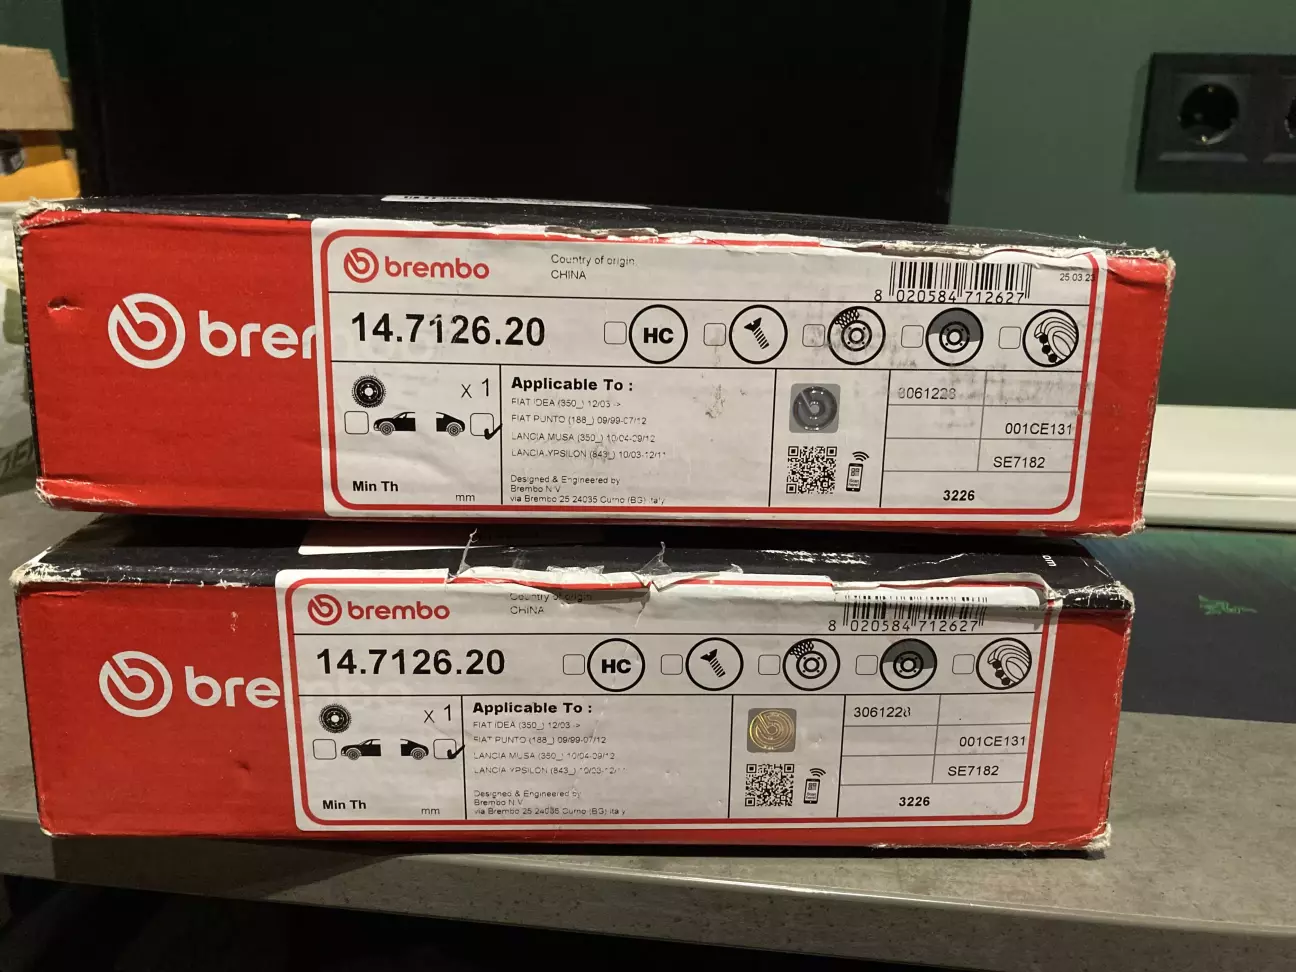 brembo
Country of origin
CHINA
8 020584 712627
25.03.23
brem
14.7126.20
HC
X 1
Applicable To :
FIAT IDEA (350_) 12/03 ->
FIAT PUNTO (188_) 09/99-07/12
LANCIA MUSA (350_) 10/04-09/12
LANCIA YPSILON (843_) 10/03-12/11
Min Th
mm
Designed & Engineered by
Brembo N.V.
via Brembo 25 24035 Curno (BG) Italy
3061228
001CE131
SE7182
3226
brembo
Country of origin
CHINA
8 020584 712627
bre
14.7126.20
HC
X 1
Applicable To :
FIAT IDEA (350_) 12/03 ->
FIAT PUNTO (188_) 09/99-07/12
LANCIA MUSA (350_) 10/04-09/12
LANCIA YPSILON (843_) 10/03-12/11
Min Th
mm
Designed & Engineered by
Brembo N.V.
via Brembo 25 24035 Curno (BG) Italy
3061228
001CE131
SE7182
3226